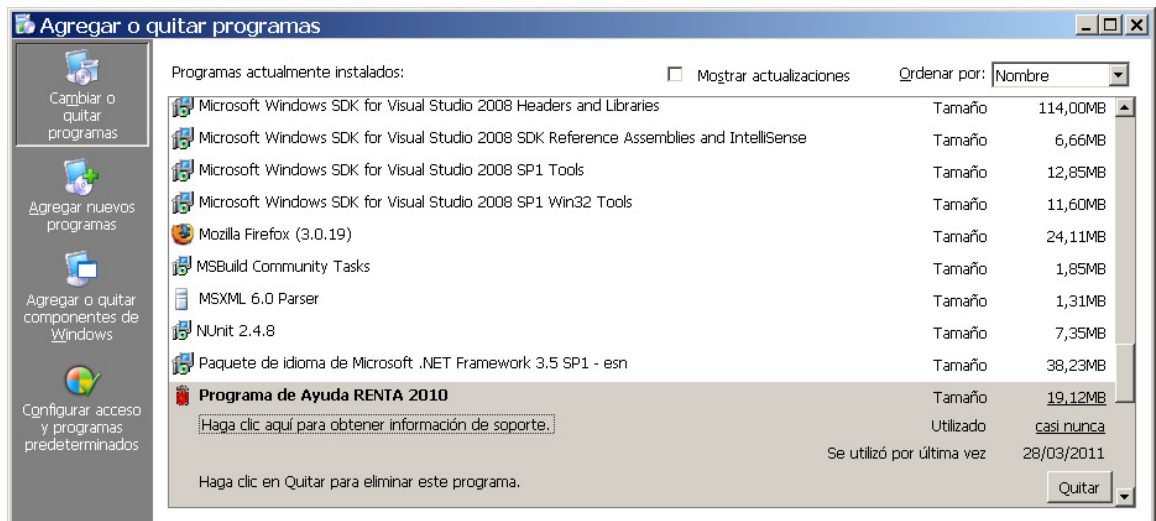 Agregar o quitar programas
Cambiar o
quitar
programas
Agregar nuevos
programas
Agregar o quitar
componentes de
Windows
Configurar acceso
y programas
predeterminados
Programas actualmente instalados:
Mostrar actualizaciones
Ordenar por: Nombre
Microsoft Windows SDK for Visual Studio 2008 Headers and Libraries Tamaño 114,00MB
Microsoft Windows SDK for Visual Studio 2008 SDK Reference Assemblies and IntelliSense Tamaño 6,66MB
Microsoft Windows SDK for Visual Studio 2008 SP1 Tools Tamaño 12,85MB
Microsoft Windows SDK for Visual Studio 2008 SP1 Win32 Tools Tamaño 11,60MB
Mozilla Firefox (3.0.19) Tamaño 24,11MB
MSBuild Community Tasks Tamaño 1,85MB
MSXML 6.0 Parser Tamaño 1,31MB
NUnit 2.4.8 Tamaño 7,35MB
Paquete de idioma de Microsoft .NET Framework 3.5 SP1 - esn Tamaño 38,23MB
Programa de Ayuda RENTA 2010 Tamaño 19,12MB
Haga clic aquí para obtener información de soporte. Utilizado casi nunca
Se utilizó por última vez 28/03/2011
Haga clic en Quitar para eliminar este programa. Quitar